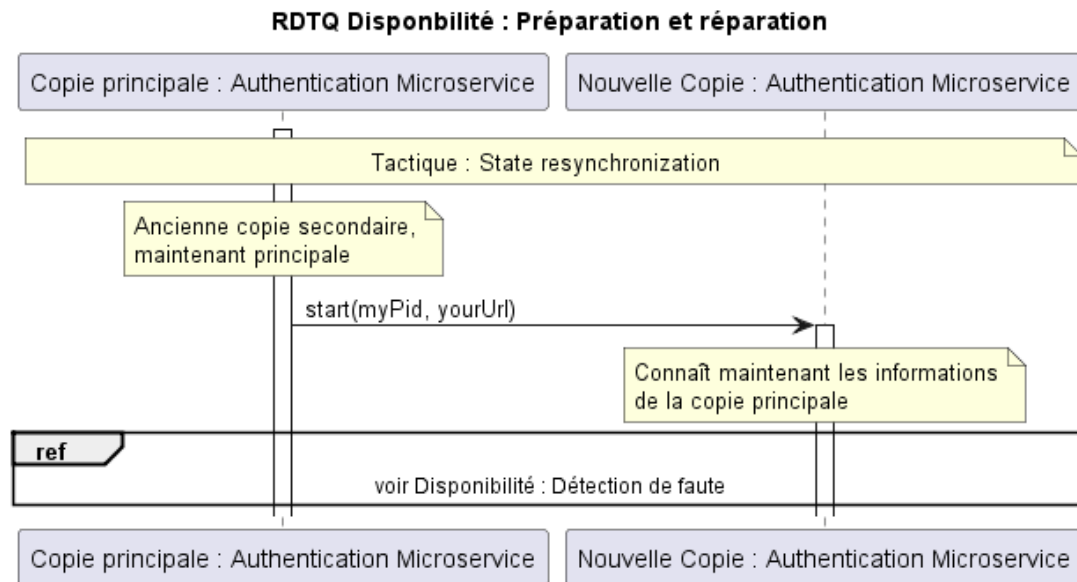 RDTQ Disponbilité : Préparation et réparation
Copie principale : Authentication Microservice
Nouvelle Copie : Authentication Microservice
Tactique : State resynchronization
Ancienne copie secondaire,
maintenant principale
start(myPid, yourUrl)
Connaît maintenant les informations
de la copie principale
ref
voir Disponibilité : Détection de faute
Copie principale : Authentication Microservice
Nouvelle Copie : Authentication Microservice